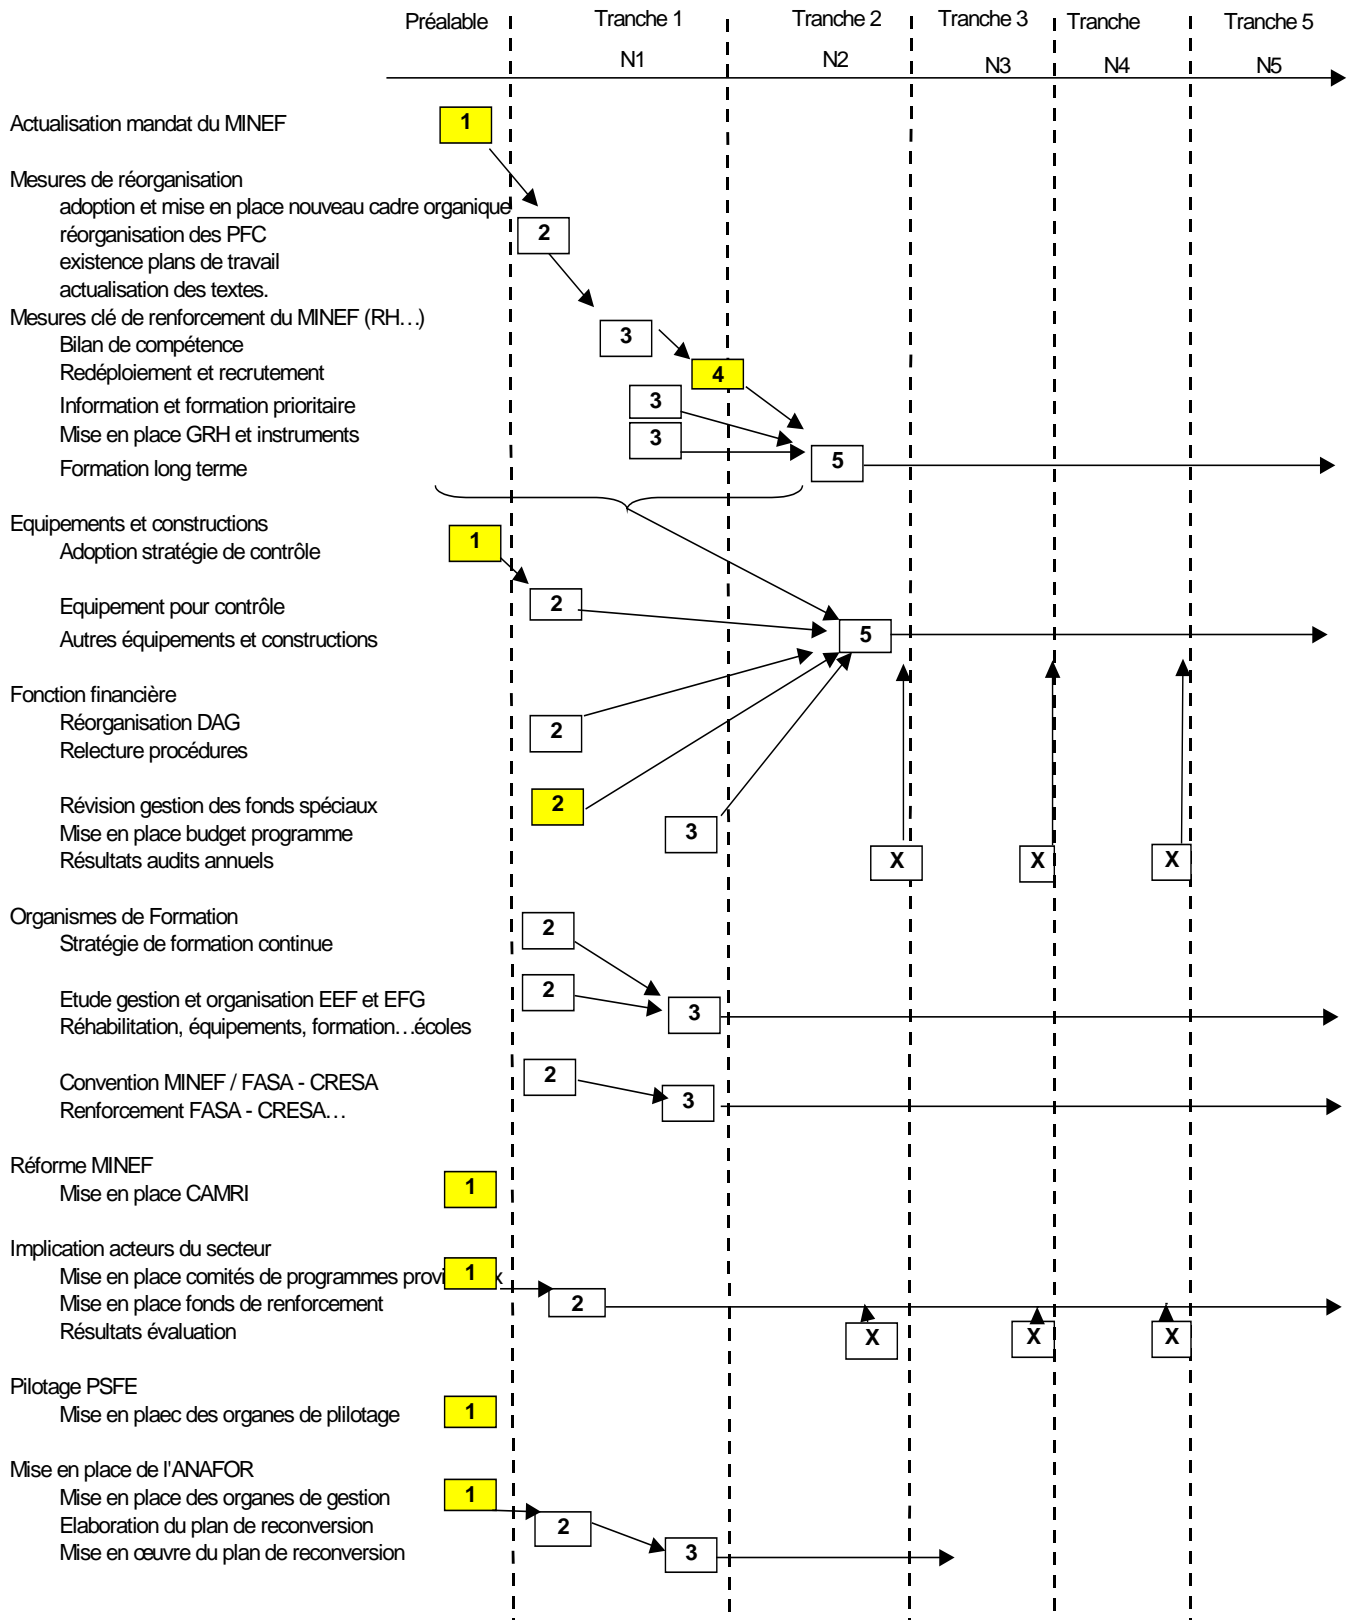 Préalable Tranche 1 Tranche 2 Tranche 3 Tranche Tranche 5
N1 N2 N3 N4 N5
Actualisation mandat du MINEF 1
Mesures de réorganisation
adoption et mise en place nouveau cadre organique
réorganisation des PFC 2
existence plans de travail
actualisation des textes.
Mesures clé de renforcement du MINEF (RH…)
Bilan de compétence 3
Redéploiement et recrutement 4
Information et formation prioritaire 3
Mise en place GRH et instruments 3
Formation long terme 5
Equipements et constructions
Adoption stratégie de contrôle 1
Equipement pour contrôle 2
Autres équipements et constructions 5
Fonction financière
Réorganisation DAG 2
Relecture procédures
Révision gestion des fonds spéciaux 2
Mise en place budget programme 3
Résultats audits annuels X X X
Organismes de Formation 2
Stratégie de formation continue
Etude gestion et organisation EEF et EFG 2
Réhabilitation, équipements, formation…écoles 3
Convention MINEF / FASA - CRESA 2
Renforcement FASA - CRESA… 3
Réforme MINEF
Mise en place CAMRI 1
Implication acteurs du secteur
Mise en place comités de programmes provi 1 x
Mise en place fonds de renforcement 2
Résultats évaluation X X X
Pilotage PSFE
Mise en plaec des organes de plilotage 1
Mise en place de l'ANAFOR
Mise en place des organes de gestion 1
Elaboration du plan de reconversion 2
Mise en œuvre du plan de reconversion 3